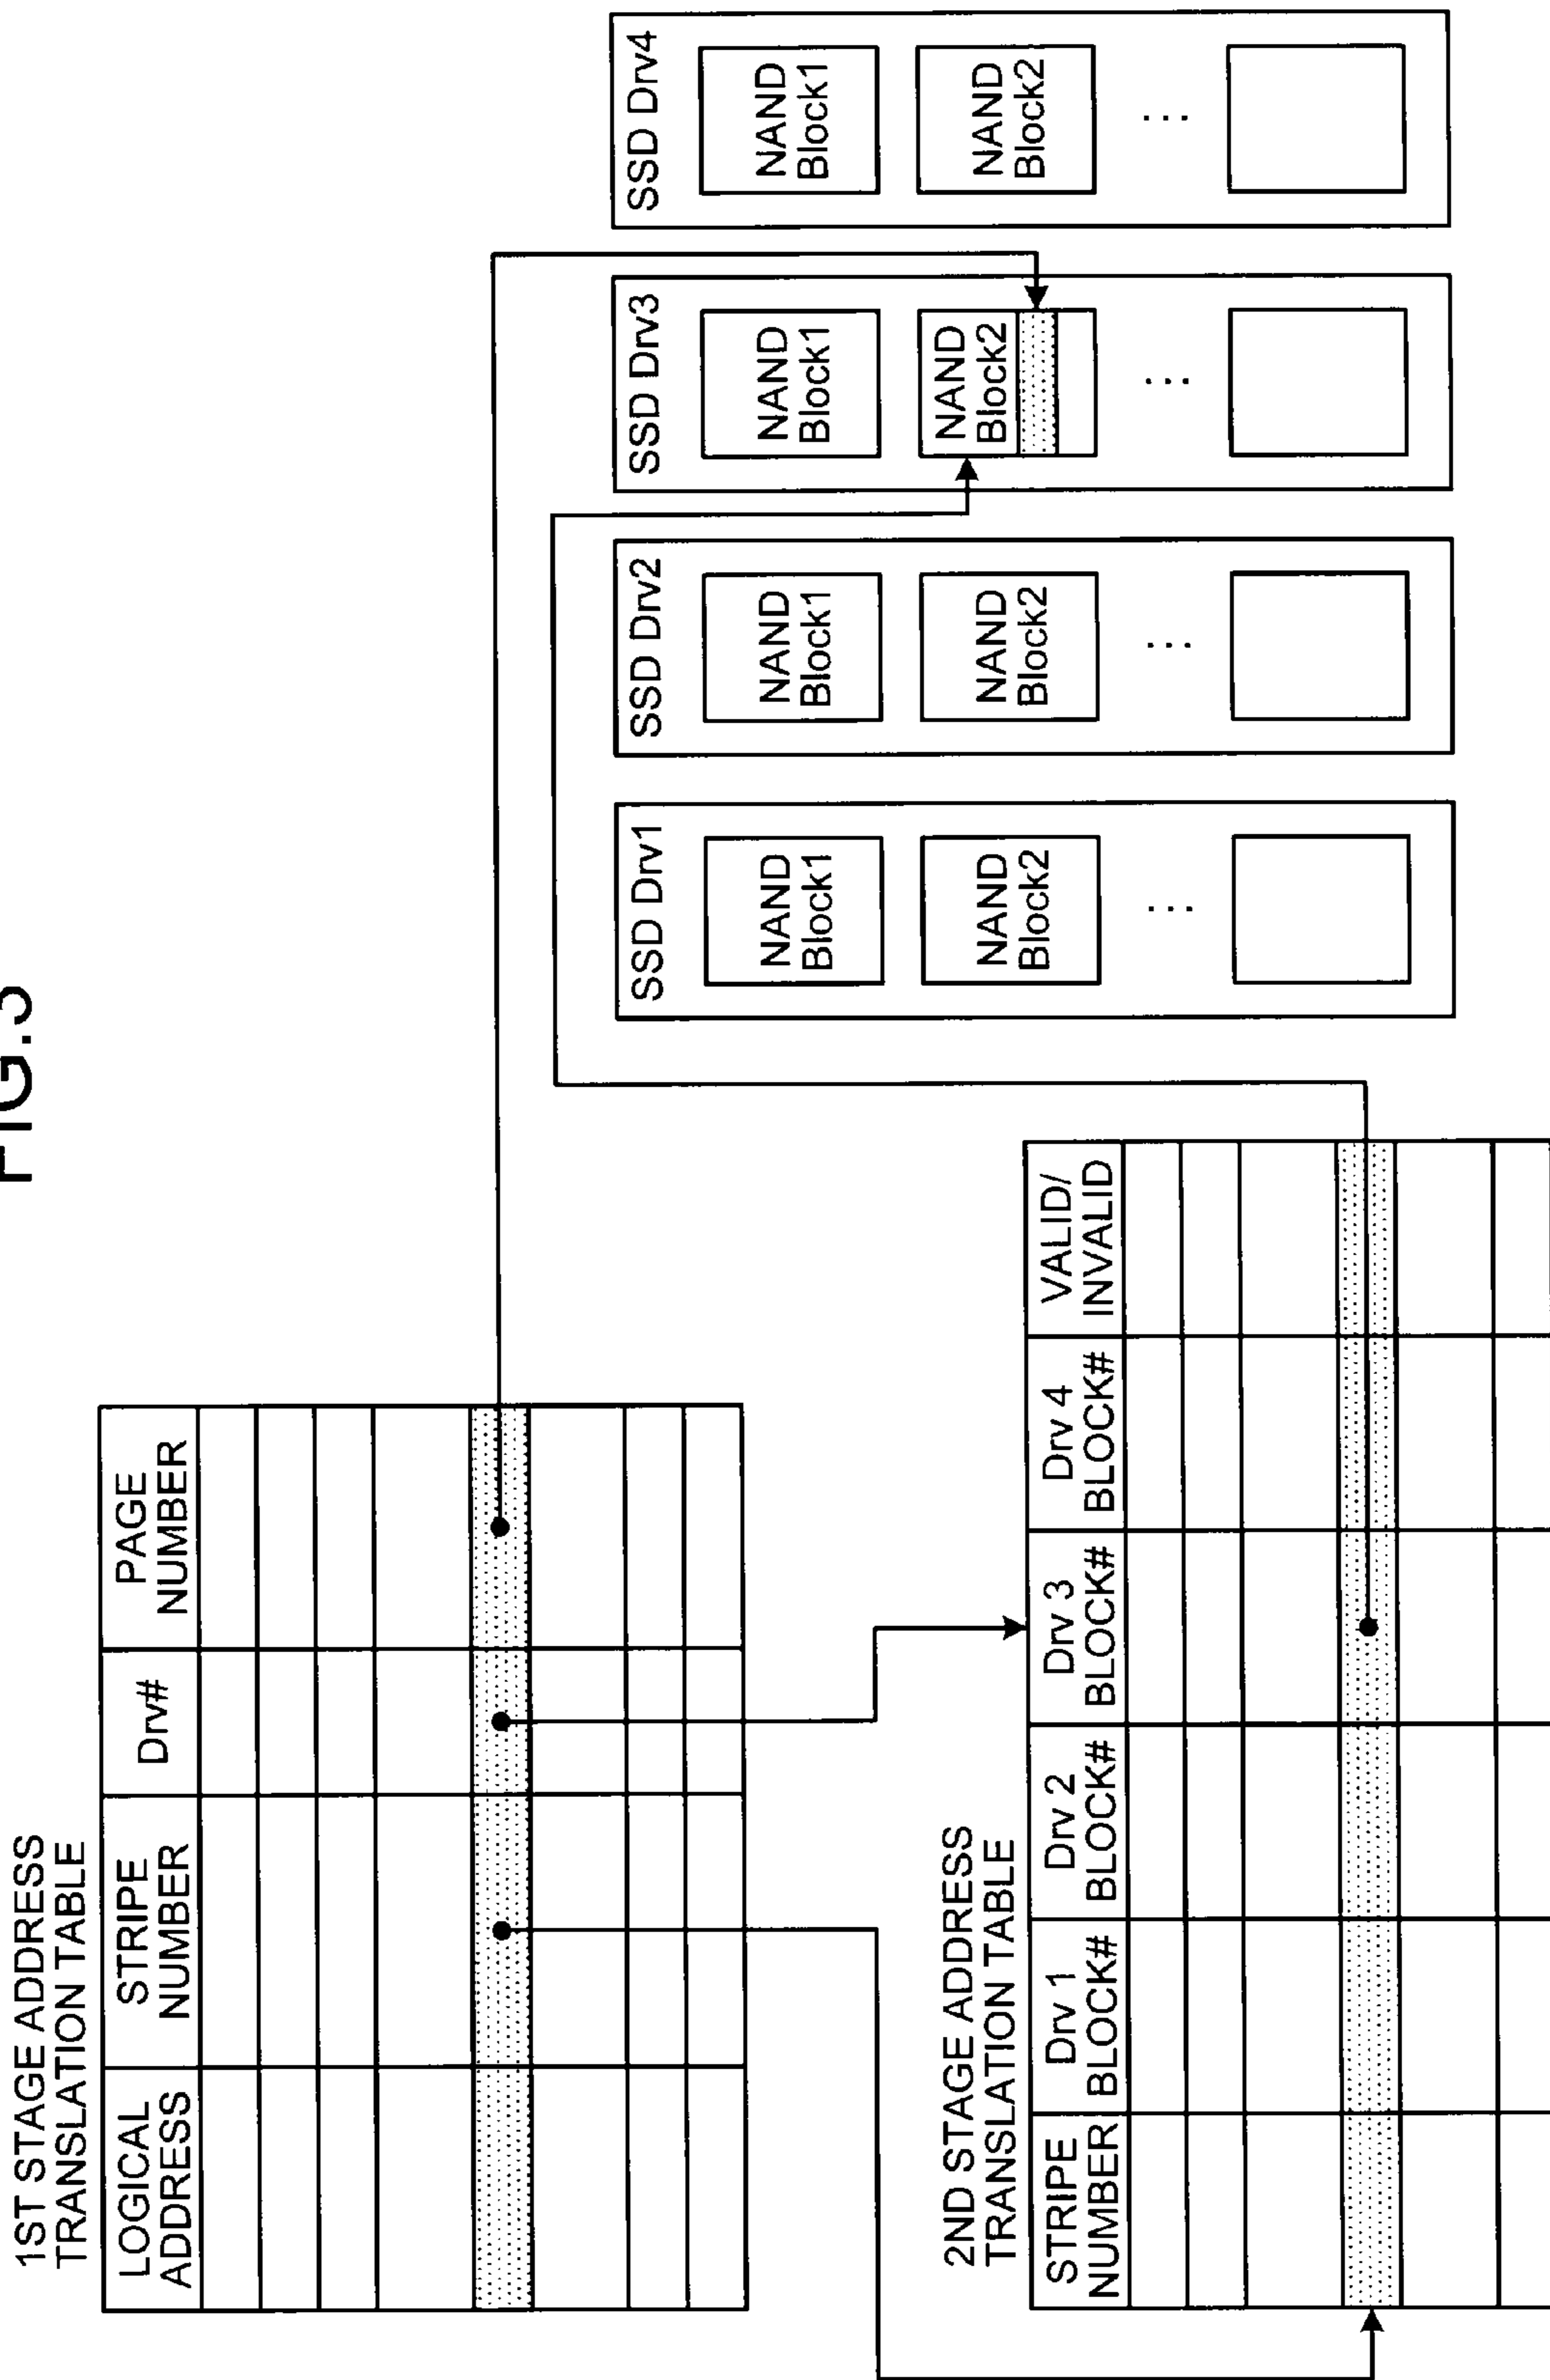 1ST STAGE ADDRESS
TRANSLATION TABLE
LOGICAL
ADDRESS
STRIPE
NUMBER
Drv#
PAGE
NUMBER
2ND STAGE ADDRESS
TRANSLATION TABLE
STRIPE
NUMBER
Drv 1
BLOCK#
Drv 2
BLOCK#
Drv 3
BLOCK#
Drv 4
BLOCK#
VALID/
INVALID
SSD Drv1
NAND
Block1
NAND
Block2
...
SSD Drv2
NAND
Block1
NAND
Block2
...
SSD Drv3
NAND
Block1
NAND
Block2
...
SSD Drv4
NAND
Block1
NAND
Block2
...